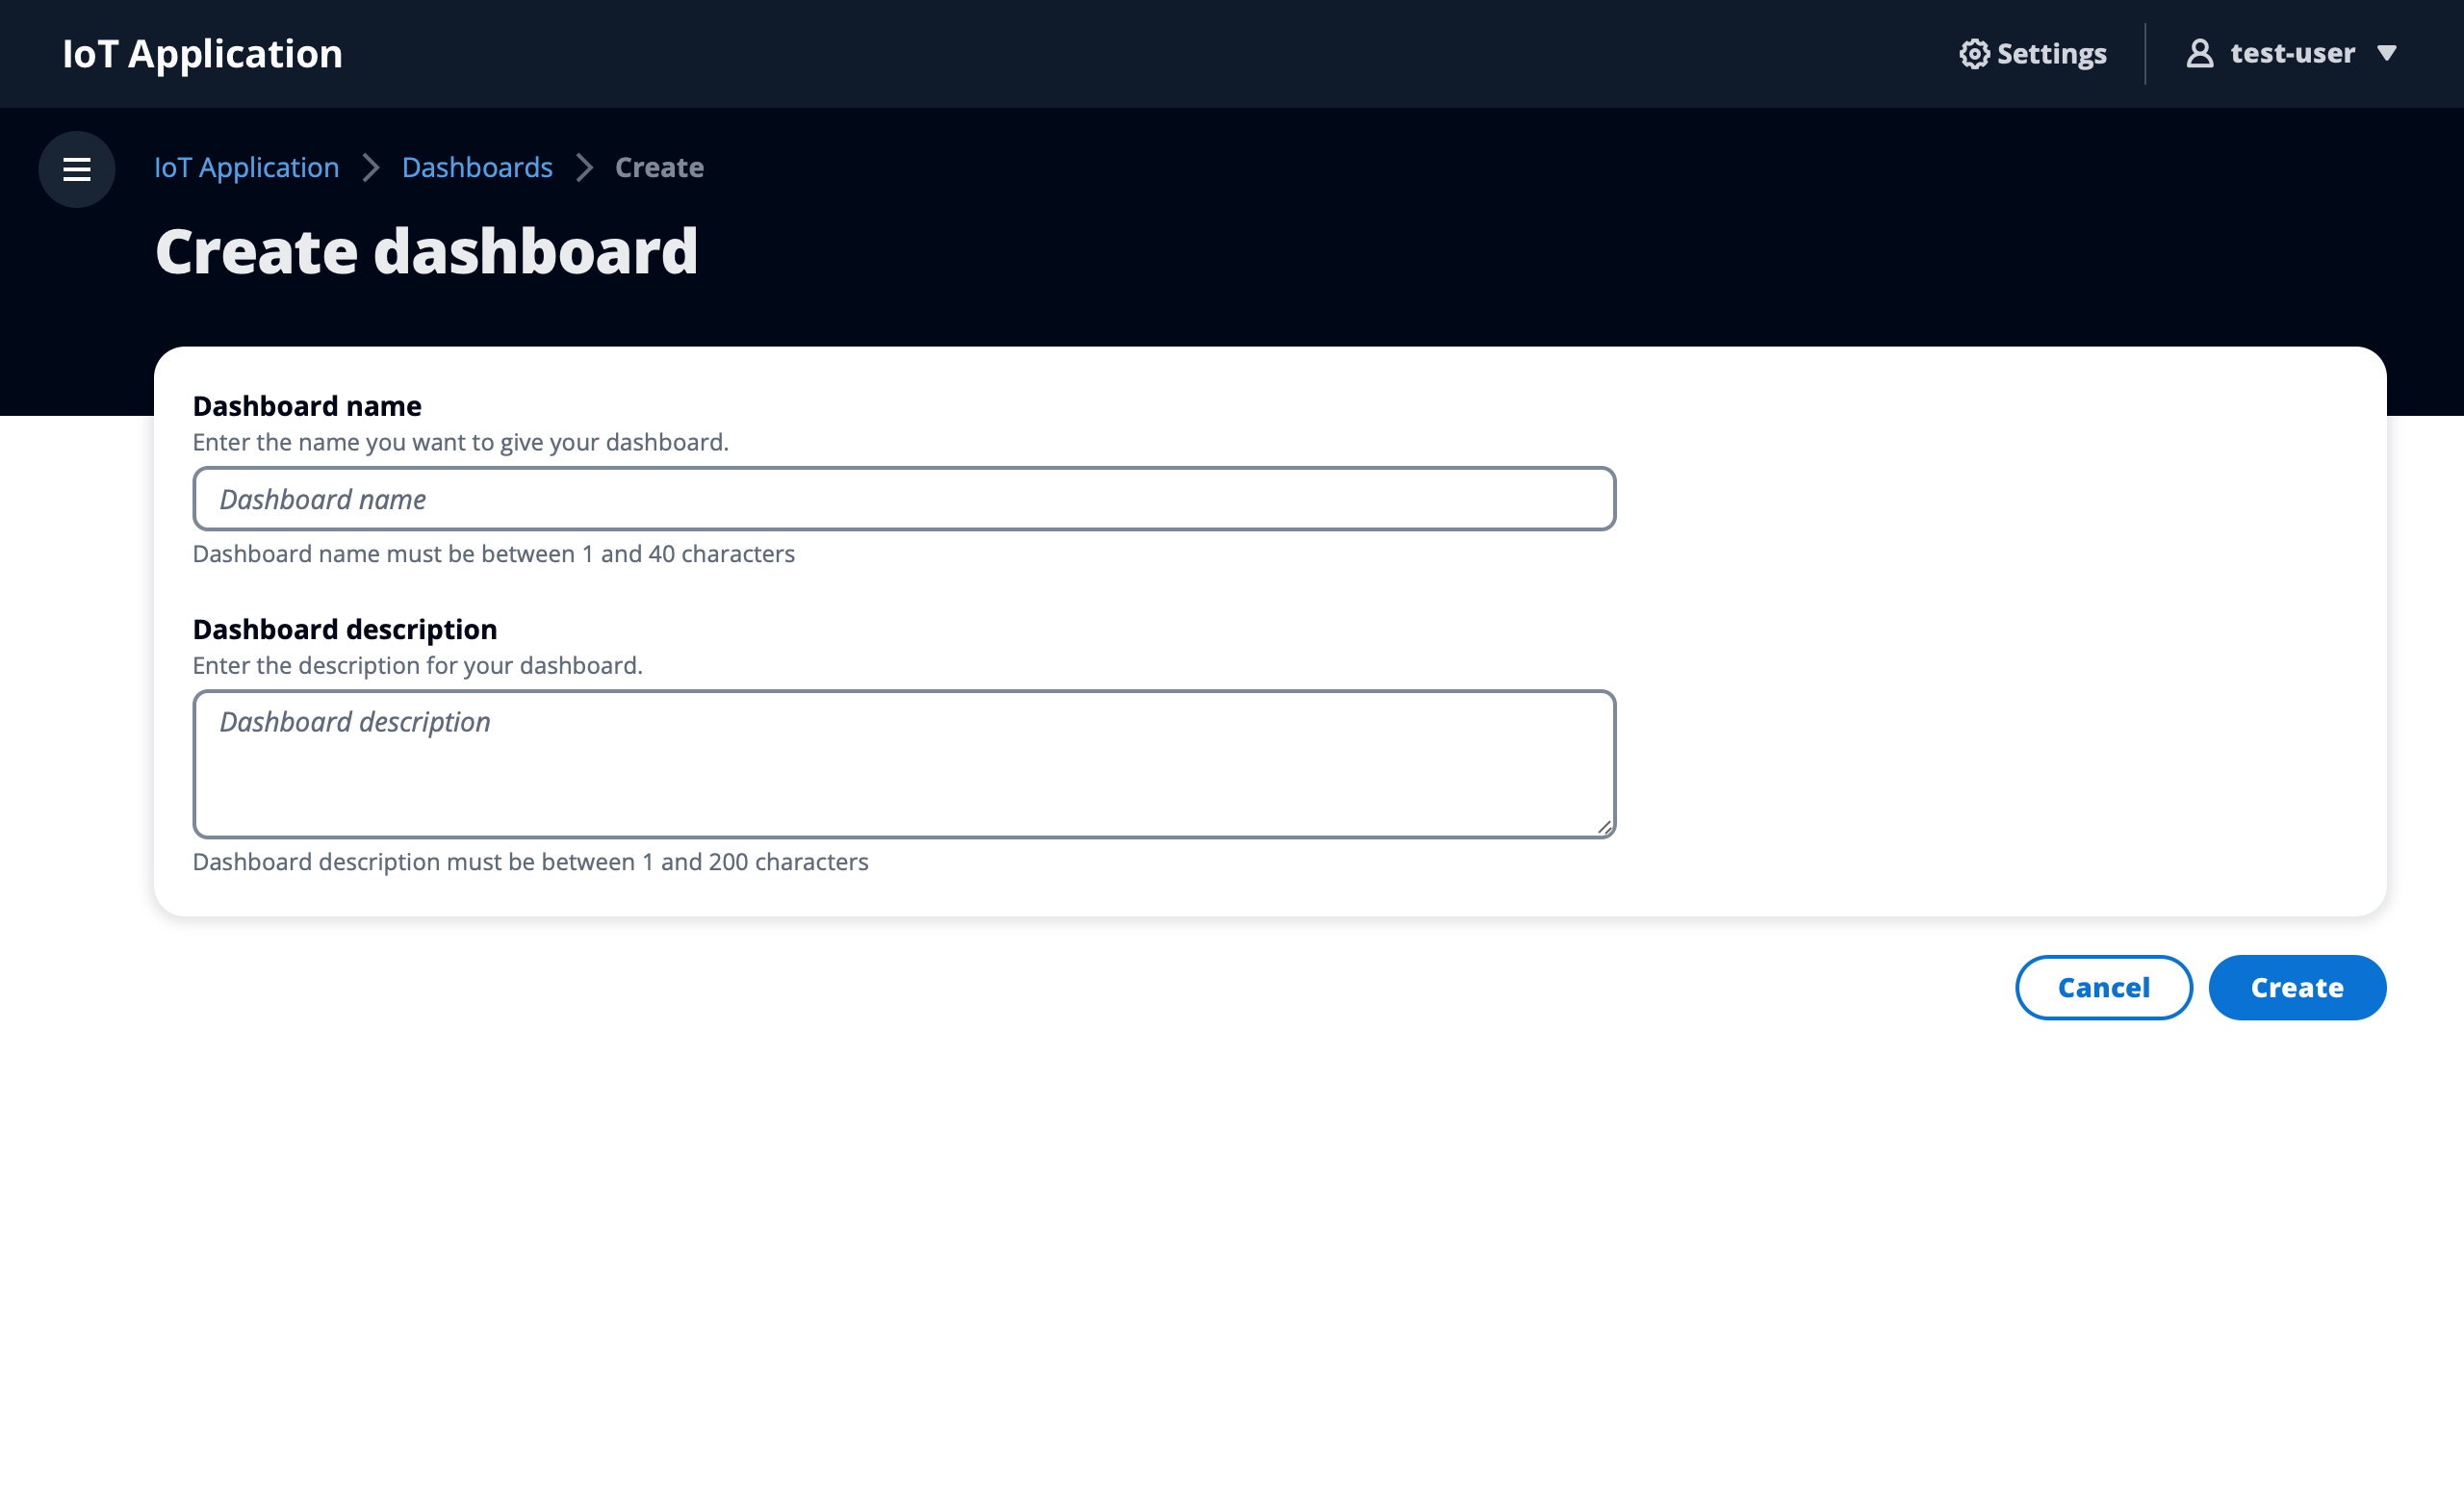 IoT Application
Settings
test-user
IoT Application > Dashboards > Create
Create dashboard
Dashboard name
Enter the name you want to give your dashboard.
Dashboard name
Dashboard name must be between 1 and 40 characters
Dashboard description
Enter the description for your dashboard.
Dashboard description
Dashboard description must be between 1 and 200 characters
Cancel
Create